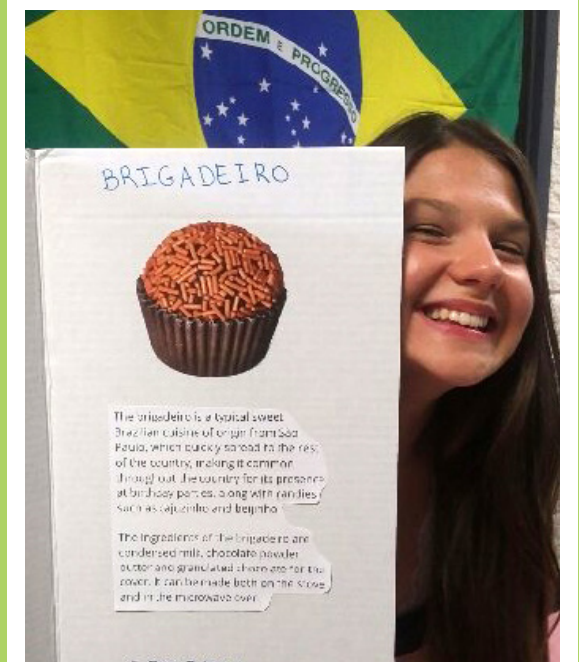 ORDEM E PROGRESSO
BRIGADEIRO
The brigadeiro is a typical sweet
Brazilian cuisine of origin from São
Paulo, which quickly spread to the rest
of the country, making it common
throughout the country for its presence
at birthday parties, along with candies
such as cajuzinho and beijinho
The ingredients of the brigadeiro are
condensed milk, chocolate powder
butter and granulated chocolate for the
cover. It can be made both on the stove
and in the microwave oven.